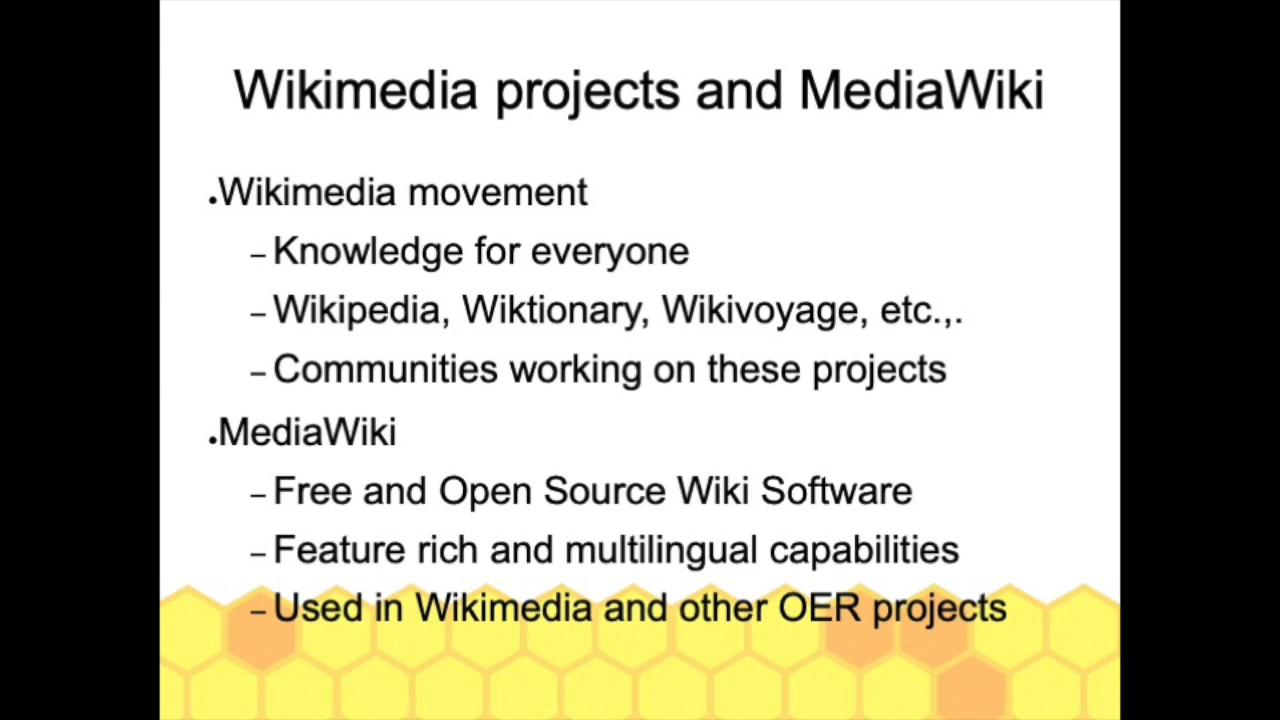 Wikimedia projects and MediaWiki
●Wikimedia movement
– Knowledge for everyone
– Wikipedia, Wiktionary, Wikivoyage, etc.,.
– Communities working on these projects
●MediaWiki
– Free and Open Source Wiki Software
– Feature rich and multilingual capabilities
– Used in Wikimedia and other OER projects